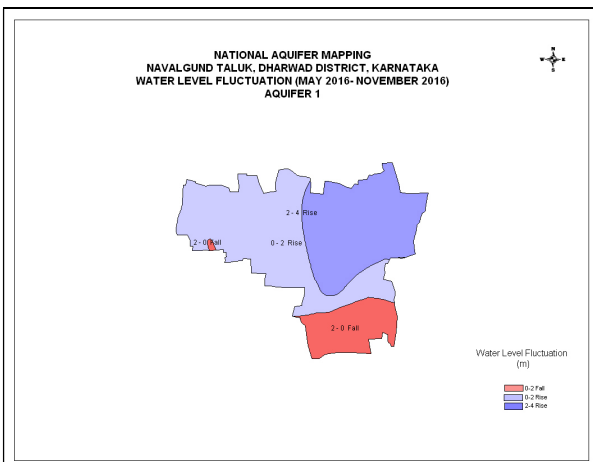 NATIONAL AQUIFER MAPPING
NAVALGUND TALUK, DHARWAD DISTRICT, KARNATAKA
WATER LEVEL FLUCTUATION (MAY 2016- NOVEMBER 2016)
AQUIFER 1
N
W E
S
2 - 4 Rise
2 - 0 Fall
0 - 2 Rise
2 - 0 Fall
Water Level Fluctuation
(m)
0-2 Fall
0-2 Rise
2-4 Rise